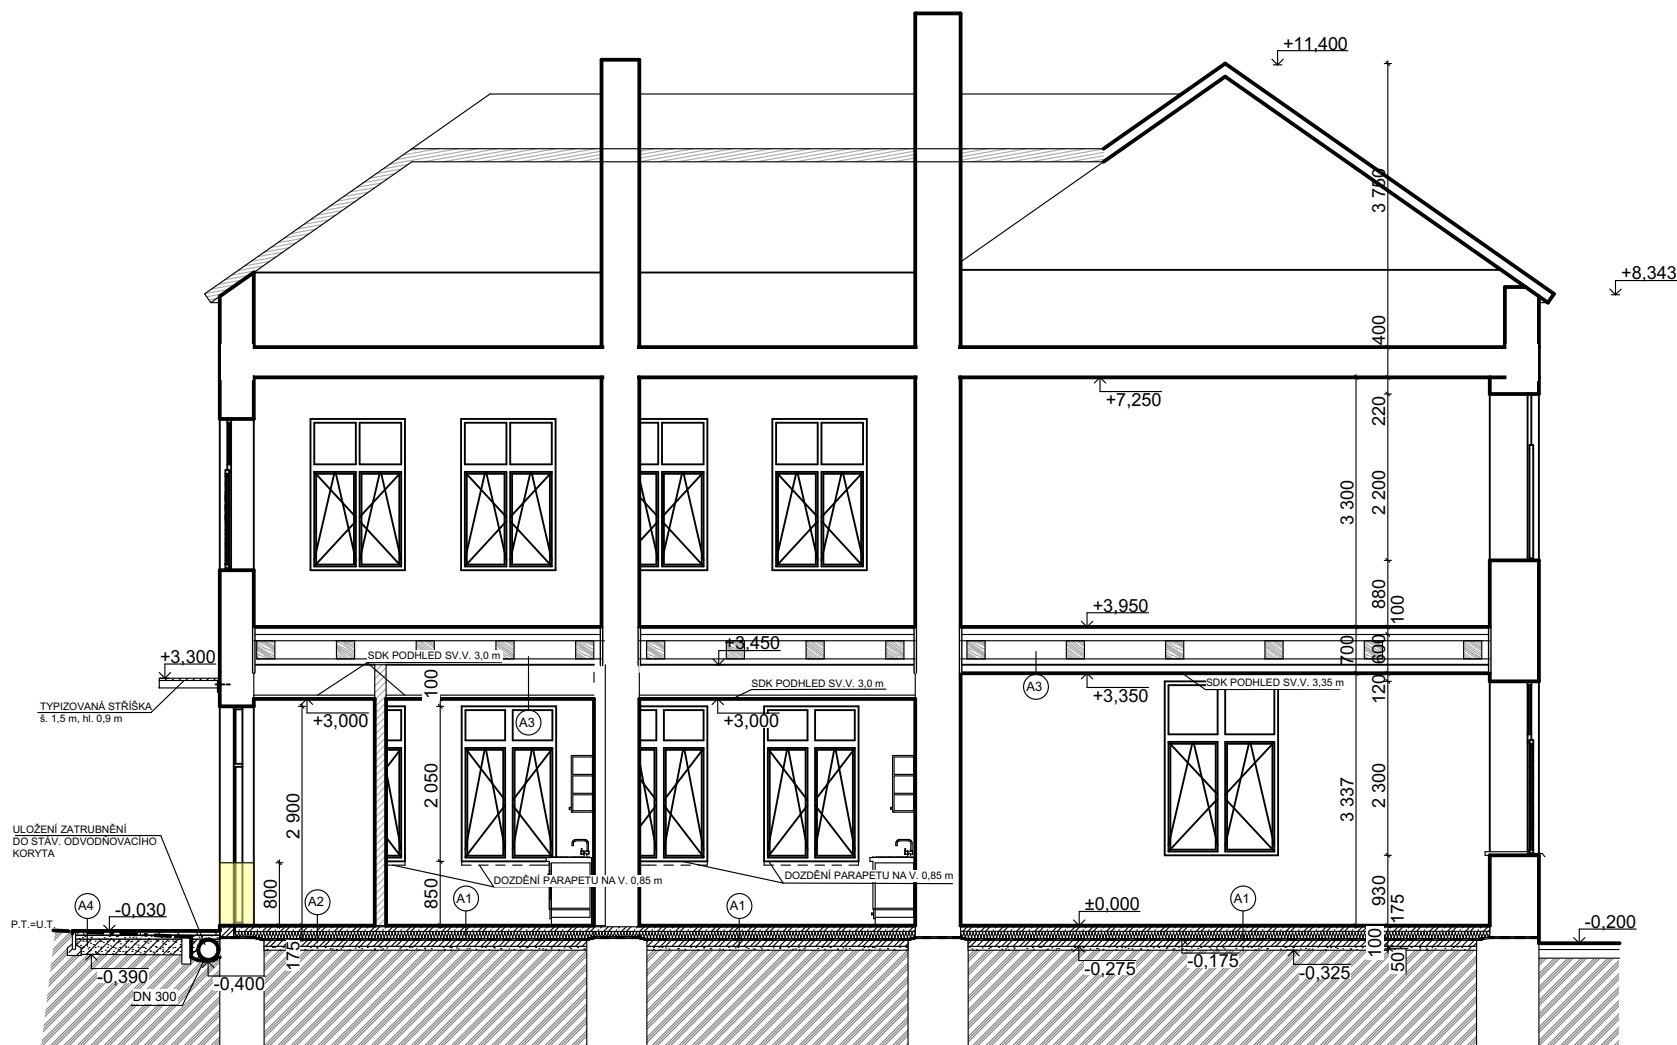 +11,400
3 750
+8,343
400
+7,250
220
3 300
2 200
+3,950
880
100
+3,450
+3,300
SDK PODHLED SV.V. 3,0 m
700
600
SDK PODHLED SV.V. 3,0 m
A3
SDK PODHLED SV.V. 3,35 m
120
100
+3,350
TYPIZOVANÁ STŘÍŠKA
š. 1,5 m, hl. 0,9 m
+3,000
A3
+3,000
2 900
2 050
3 337
2 300
ULOŽENÍ ZATRUBNĚNÍ
DO STÁV. ODVODŇOVACÍHO
KORYTA
DOZDĚNÍ PARAPETU NA V. 0,85 m
DOZDĚNÍ PARAPETU NA V. 0,85 m
800
850
930
175
A4
-0,030
A2
A1
A1
±0,000
A1
P.T.=U.T.
-0,200
175
100
50
-0,175
-0,275
-0,325
-0,390
-0,400
DN 300